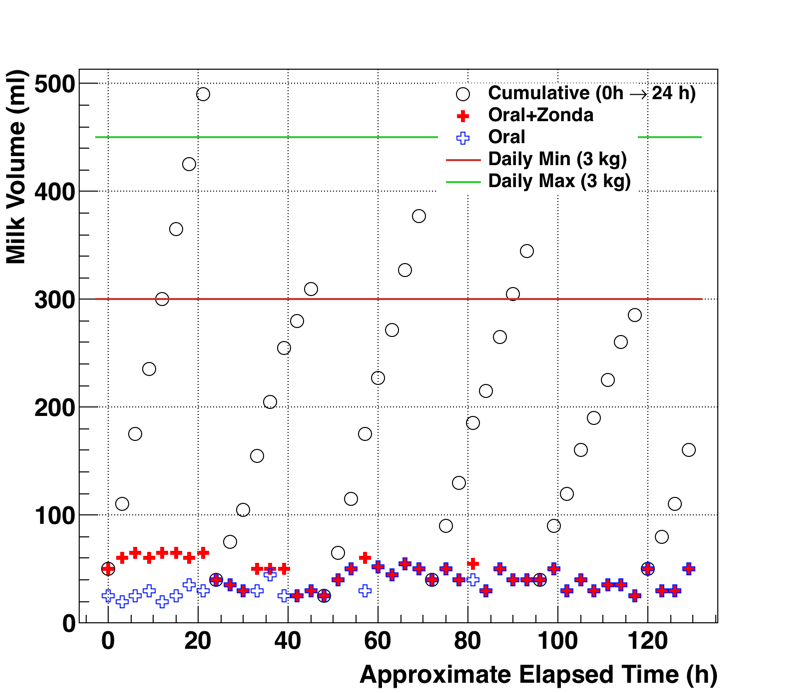 Milk Volume (ml)
500
400
300
200
100
0
Cumulative (0h → 24 h)
Oral+Zonda
Oral
Daily Min (3 kg)
Daily Max (3 kg)
0 20 40 60 80 100 120
Approximate Elapsed Time (h)